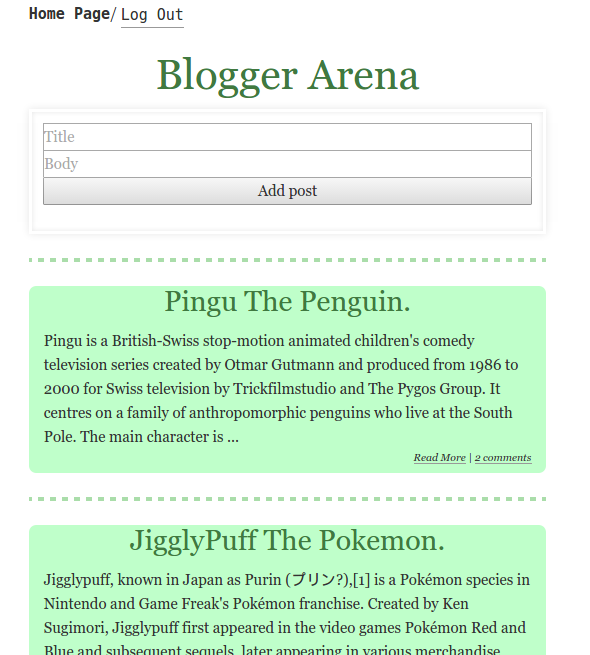 Home Page/ Log Out
Blogger Arena
Title
Body
Add post
Pingu The Penguin.
Pingu is a British-Swiss stop-motion animated children's comedy
television series created by Otmar Gutmann and produced from 1986 to
2000 for Swiss television by Trickfilmstudio and The Pygos Group. It
centres on a family of anthropomorphic penguins who live at the South
Pole. The main character is ...
Read More | 2 comments
JigglyPuff The Pokemon.
Jigglypuff, known in Japan as Purin (プリン?),[1] is a Pokémon species in
Nintendo and Game Freak's Pokémon franchise. Created by Ken
Sugimori, Jigglypuff first appeared in the video games Pokémon Red and
Blue and subsequent sequels, later appearing in various merchandise,